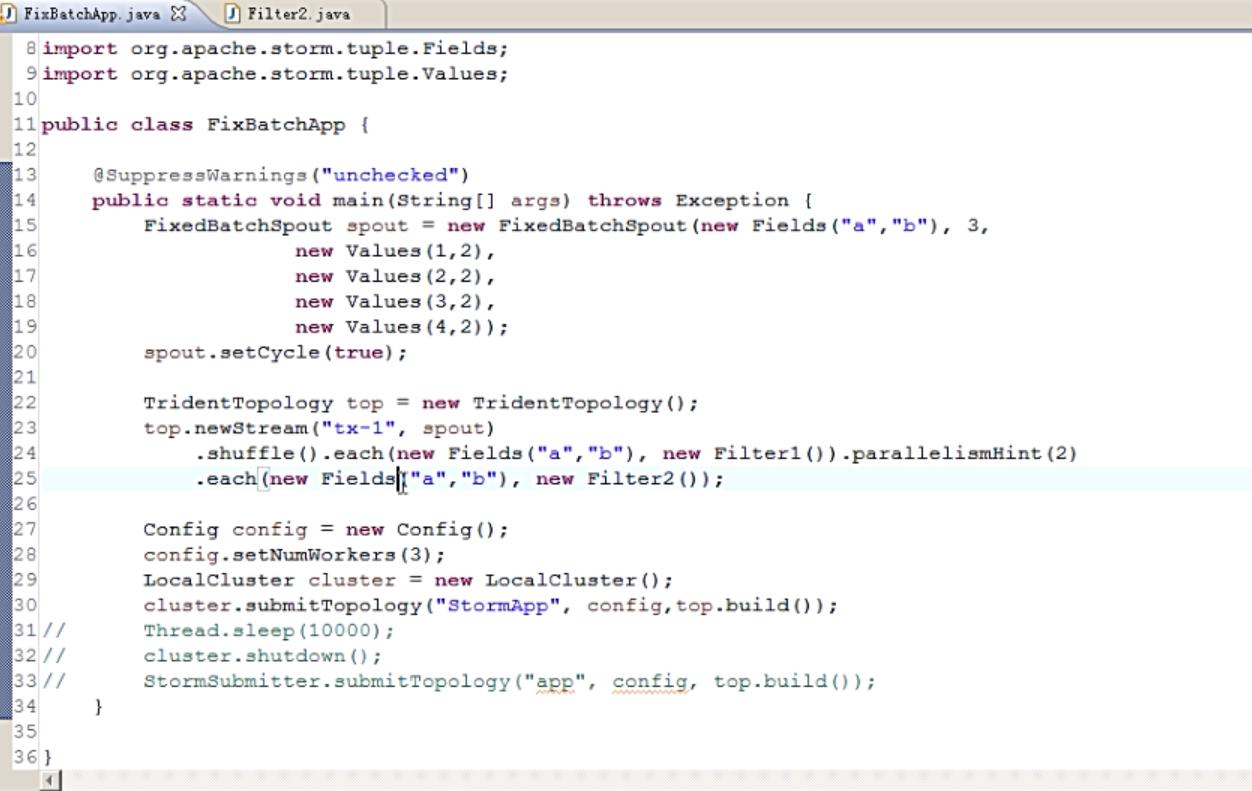 FixBatchApp.java Filter2.java
8 import org.apache.storm.tuple.Fields;
9 import org.apache.storm.tuple.Values;
10
11 public class FixBatchApp {
12
13     @SuppressWarnings("unchecked")
14     public static void main(String[] args) throws Exception {
15         FixedBatchSpout spout = new FixedBatchSpout(new Fields("a","b"), 3,
16                     new Values(1,2),
17                     new Values(2,2),
18                     new Values(3,2),
19                     new Values(4,2));
20         spout.setCycle(true);
21
22         TridentTopology top = new TridentTopology();
23         top.newStream("tx-1", spout)
24             .shuffle().each(new Fields("a","b"), new Filter1()).parallelismHint(2)
25             .each(new Fields("a","b"), new Filter2());
26
27         Config config = new Config();
28         config.setNumWorkers(3);
29         LocalCluster cluster = new LocalCluster();
30         cluster.submitTopology("StormApp", config,top.build());
31 //      Thread.sleep(10000);
32 //      cluster.shutdown();
33 //      StormSubmitter.submitTopology("app", config, top.build());
34     }
35
36 }